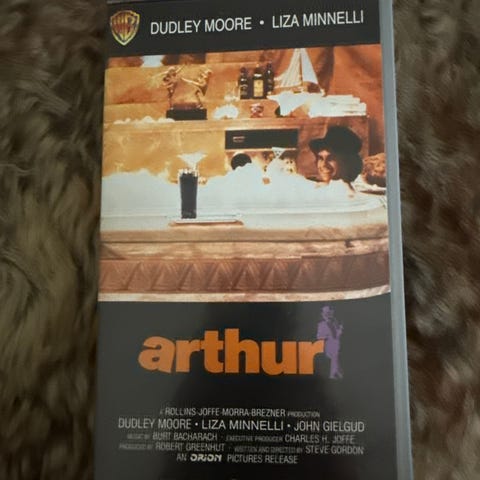 WB
DUDLEY MOORE • LIZA MINNELLI
arthur
A ROLLINS-JOFFE-MORRA-BREZNER PRODUCTION
DUDLEY MOORE • LIZA MINNELLI • JOHN GIELGUD
MUSIC BY BURT BACHARACH • EXECUTIVE PRODUCER CHARLES H. JOFFE
PRODUCED BY ROBERT GREENHUT • WRITTEN AND DIRECTED BY STEVE GORDON
AN ORION PICTURES RELEASE